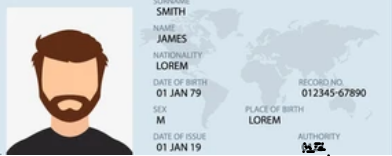 SURNAME
SMITH
NAME
JAMES
NATIONALITY
LOREM
DATE OF BIRTH RECORD NO.
01 JAN 79 012345-67890
SEX PLACE OF BIRTH
M LOREM
DATE OF ISSUE AUTHORITY
01 JAN 19